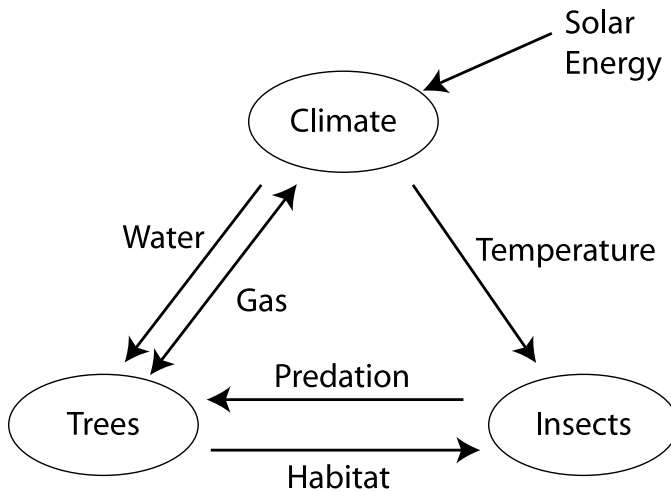 Solar
Energy
Climate
Water
Temperature
Gas
Predation
Trees
Insects
Habitat